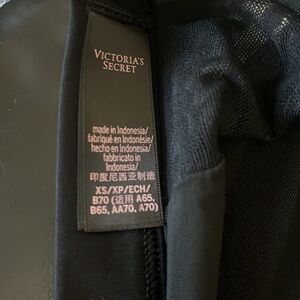 VICTORIA'S
SECRET
made in Indonesia/
fabriqué en Indonésie/
hecho en Indonesia/
fabbricato in
Indonesia/
印度尼西亚制造
XS/XP/ECH/
B70 (适用 A65,
B65, AA70, A70)